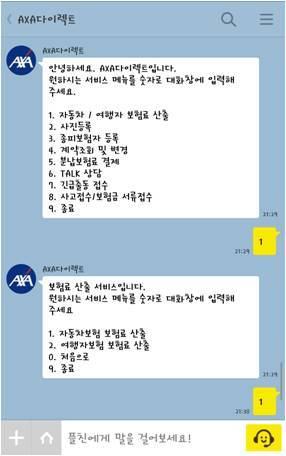 AXA다이렉트
AXA다이렉트
AXA
안녕하세요. AXA다이렉트입니다.
원하시는 서비스 메뉴를 숫자로 대화창에 입력해
주세요.
1. 자동차 / 여행자 보험료 산출
2. 사진등록
3. 종피보험자 등록
4. 계약조회 및 변경
5. 분납보험료 결제
6. TALK 상담
7. 긴급출동 접수
8. 사고접수/보험금 서류접수
9. 종료
21:29
1
21:29
AXA다이렉트
AXA
보험료 산출 서비스입니다.
원하시는 서비스 메뉴를 숫자로 대화창에 입력해
주세요
1. 자동차보험 보험료 산출
2. 여행자보험 보험료 산출
0. 처음으로
9. 종료
21:29
1
21:30
플친에게 말을 걸어보세요!